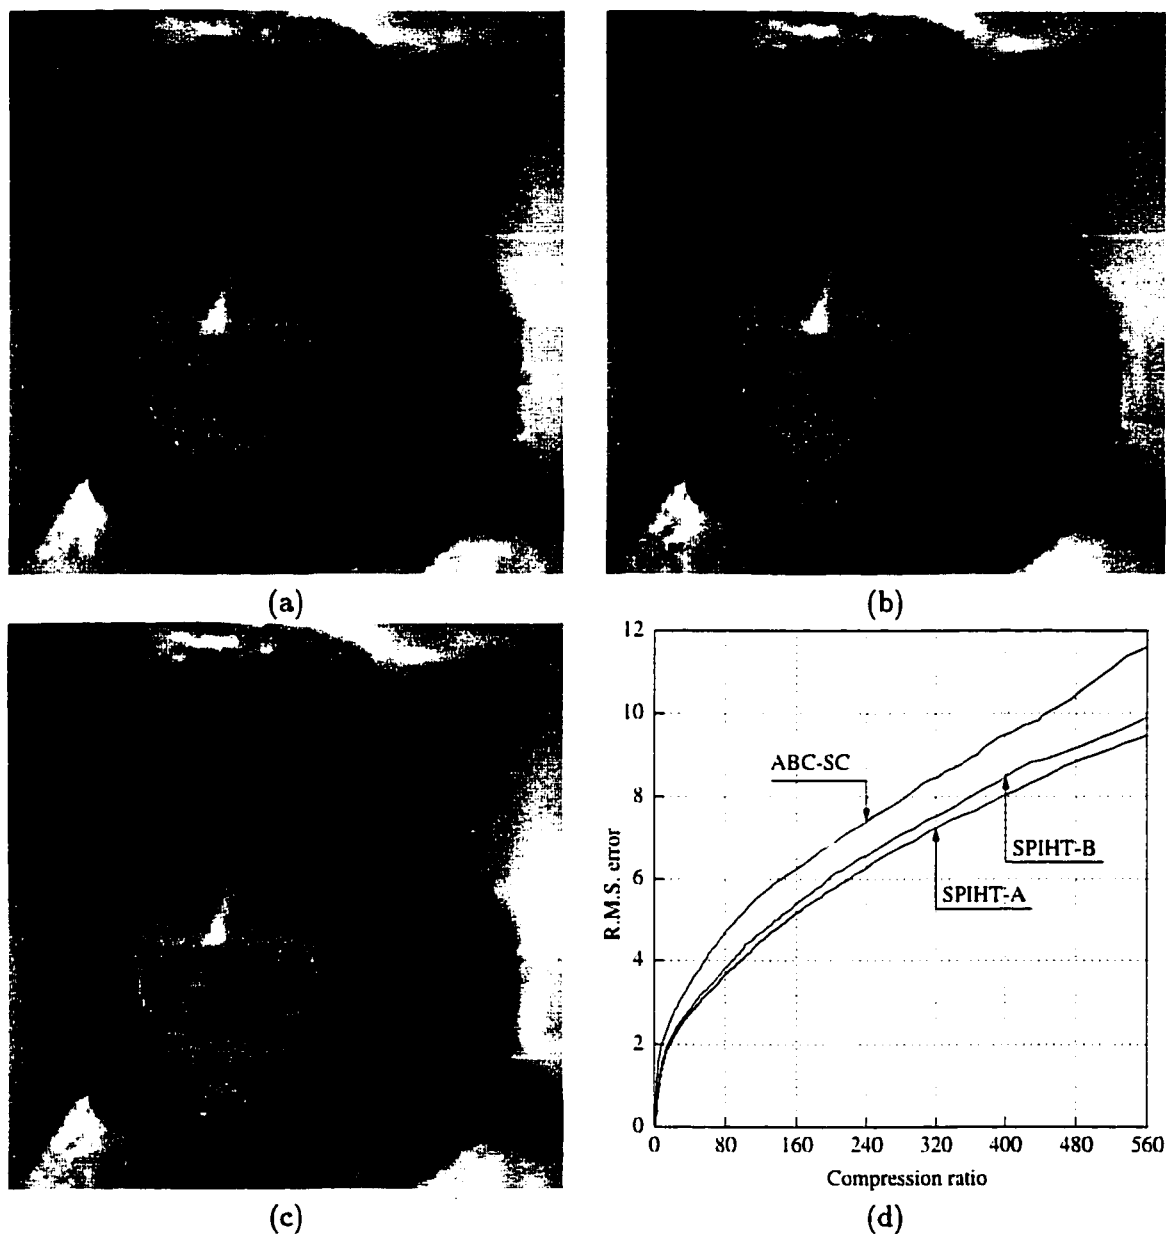 (a)
(b)
(c)
12
10
8
6
4
2
0
R.M.S. error
ABC-SC
SPIHT-B
SPIHT-A
0 80 160 240 320 400 480 560
Compression ratio
(d)